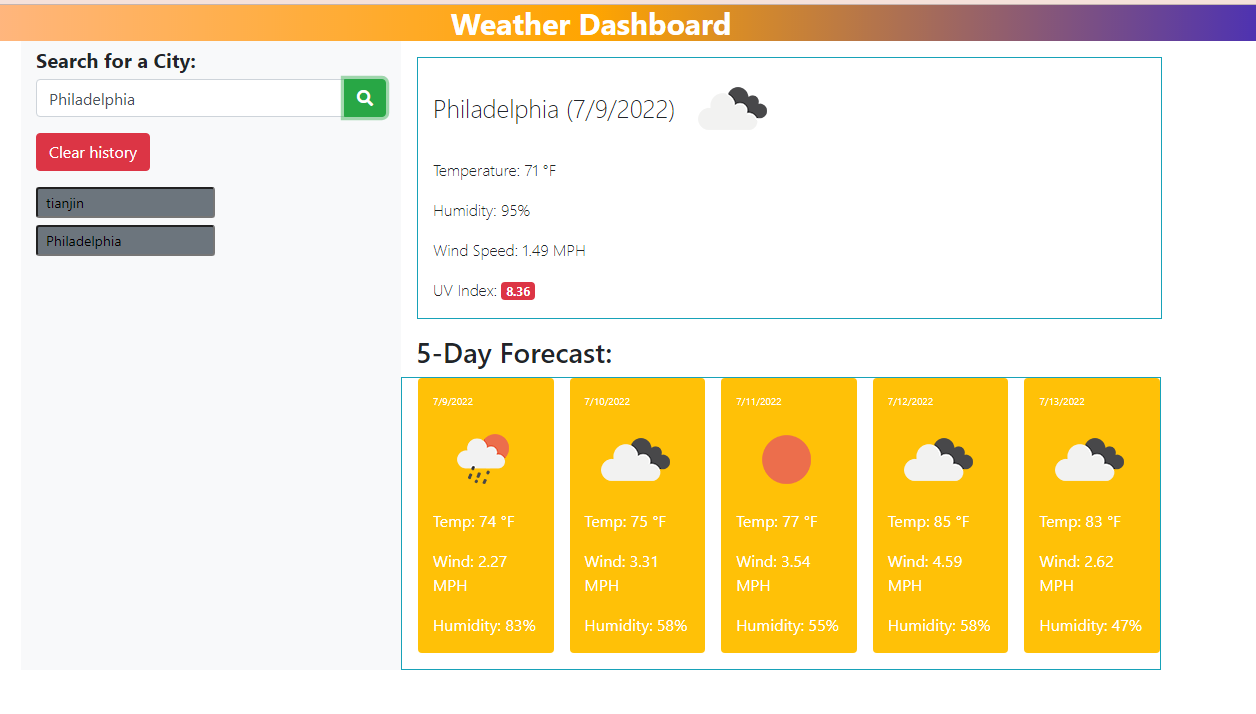 Weather Dashboard
Search for a City:
Philadelphia
Clear history
tianjin
Philadelphia
Philadelphia (7/9/2022)
Temperature: 71 °F
Humidity: 95%
Wind Speed: 1.49 MPH
UV Index: 8.36
5-Day Forecast:
7/9/2022
Temp: 74 °F
Wind: 2.27
MPH
Humidity: 83%
7/10/2022
Temp: 75 °F
Wind: 3.31
MPH
Humidity: 58%
7/11/2022
Temp: 77 °F
Wind: 3.54
MPH
Humidity: 55%
7/12/2022
Temp: 85 °F
Wind: 4.59
MPH
Humidity: 58%
7/13/2022
Temp: 83 °F
Wind: 2.62
MPH
Humidity: 47%